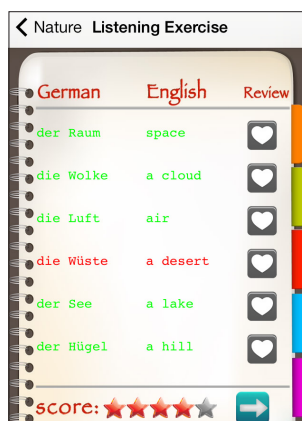 Nature Listening Exercise
German English Review
der Raum space
die Wolke a cloud
die Luft air
die Wüste a desert
der See a lake
der Hügel a hill
score: